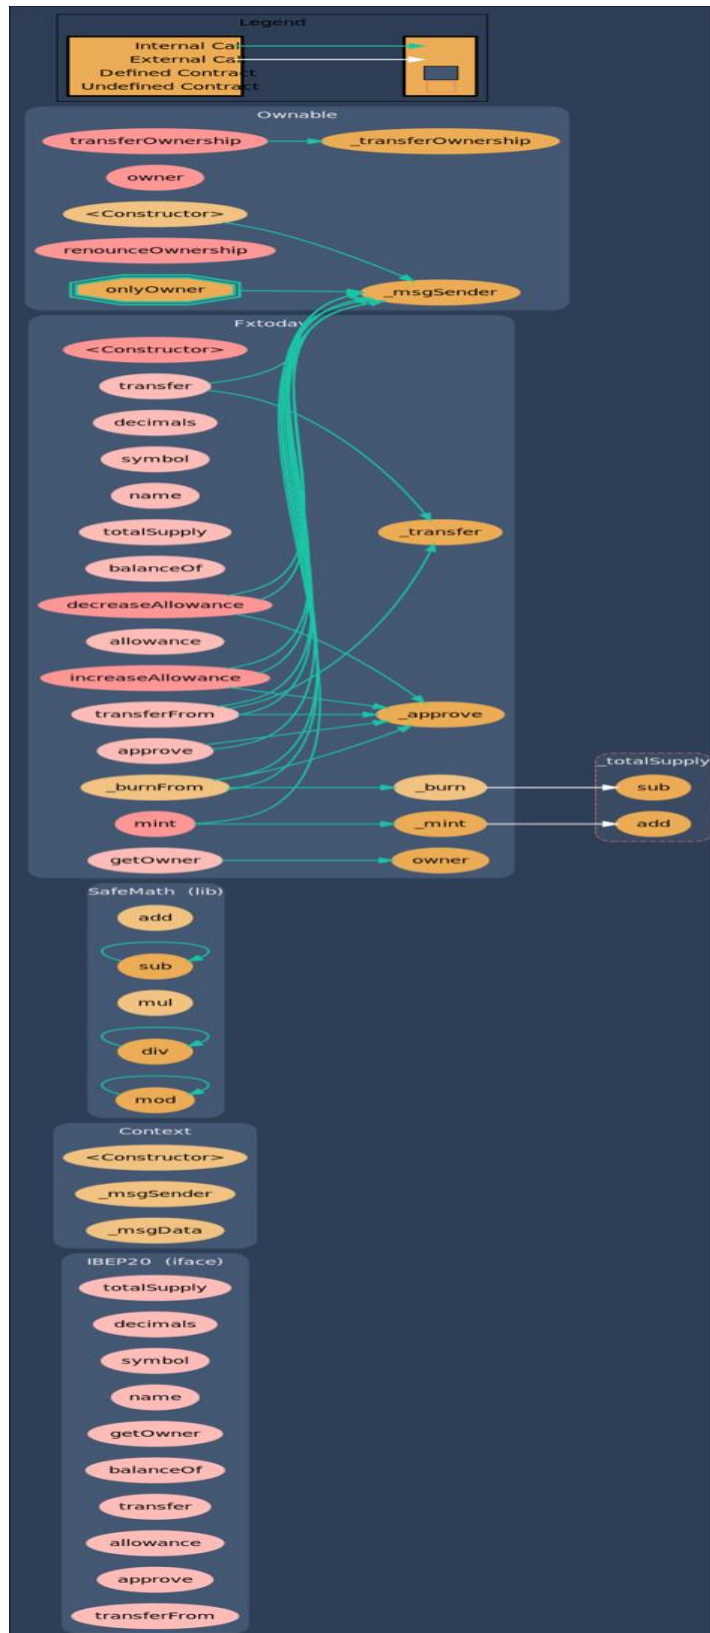 Legend
Internal Cal
External Cal
Defined Contract
Undefined Contract
Ownable
transferOwnership
_transferOwnership
owner
<Constructor>
renounceOwnership
onlyOwner
_msgSender
Fxtoday
<Constructor>
transfer
decimals
symbol
name
totalSupply
_transfer
balanceOf
decreaseAllowance
allowance
increaseAllowance
transferFrom
_approve
approve
_totalSupply
_burnFrom
_burn
sub
mint
_mint
add
getOwner
owner
SafeMath (lib)
add
sub
mul
div
mod
Context
<Constructor>
_msgSender
_msgData
IBEP20 (iface)
totalSupply
decimals
symbol
name
getOwner
balanceOf
transfer
allowance
approve
transferFrom